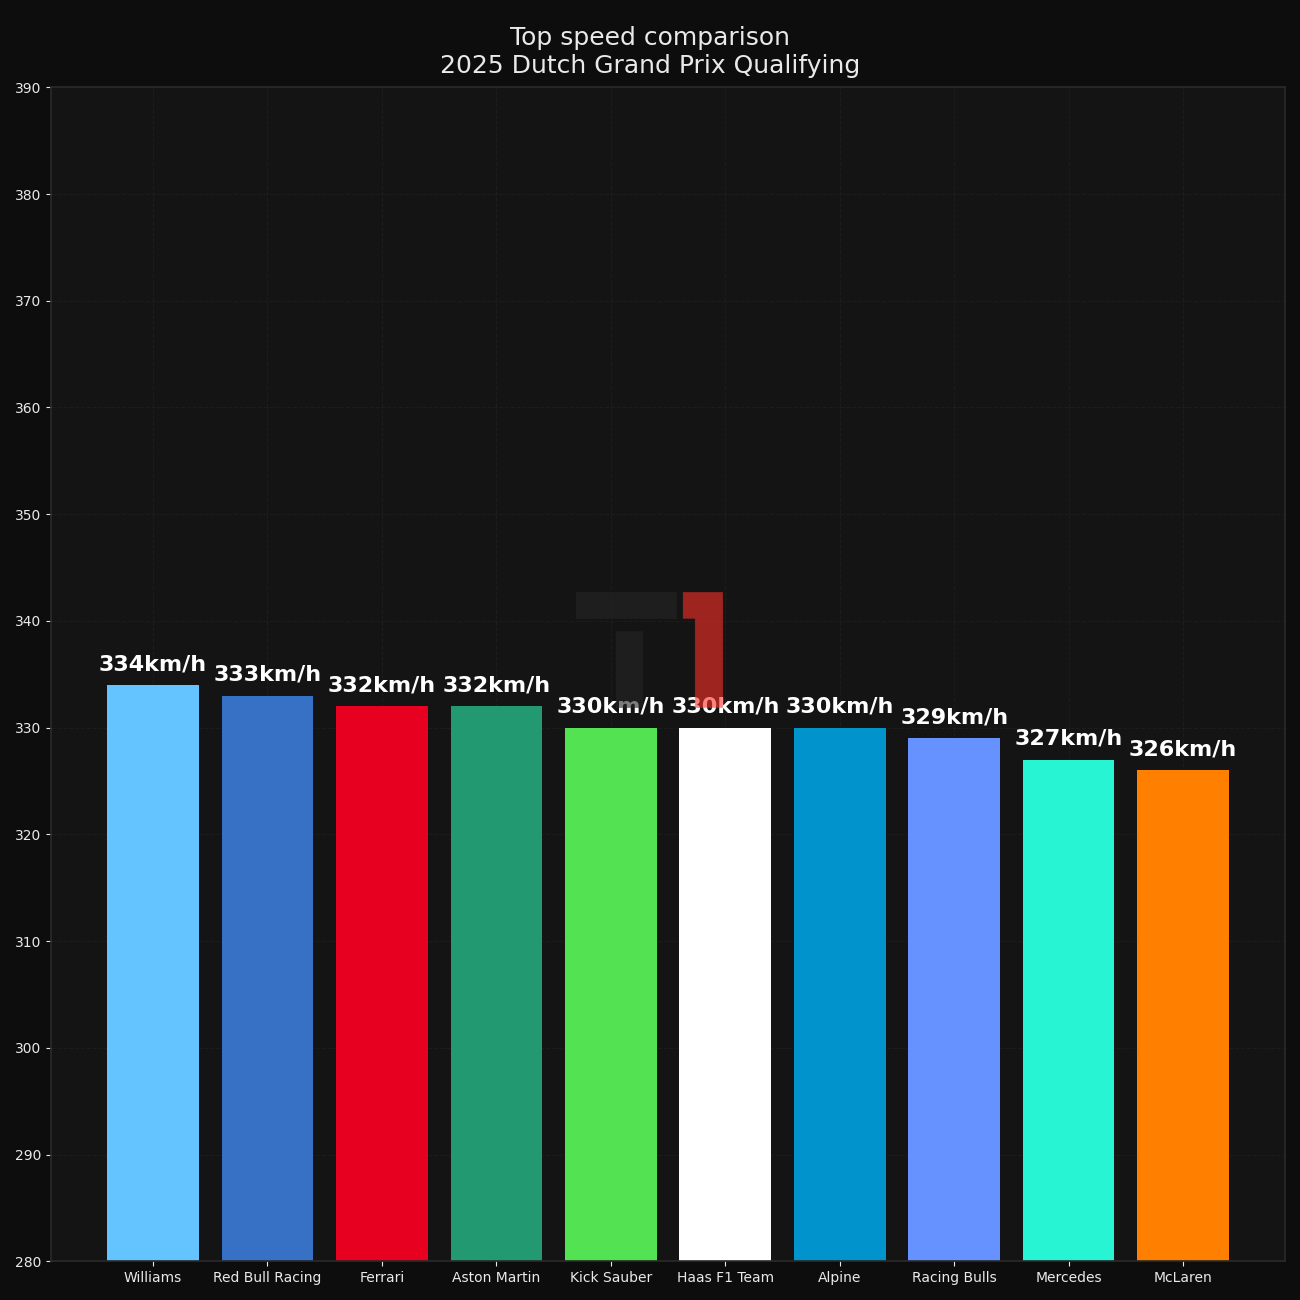 Top speed comparison
2025 Dutch Grand Prix Qualifying
390
380
370
360
350
340
330
320
310
300
290
280
334km/h
333km/h
332km/h
332km/h
330km/h
330km/h
330km/h
329km/h
327km/h
326km/h
Williams
Red Bull Racing
Ferrari
Aston Martin
Kick Sauber
Haas F1 Team
Alpine
Racing Bulls
Mercedes
McLaren